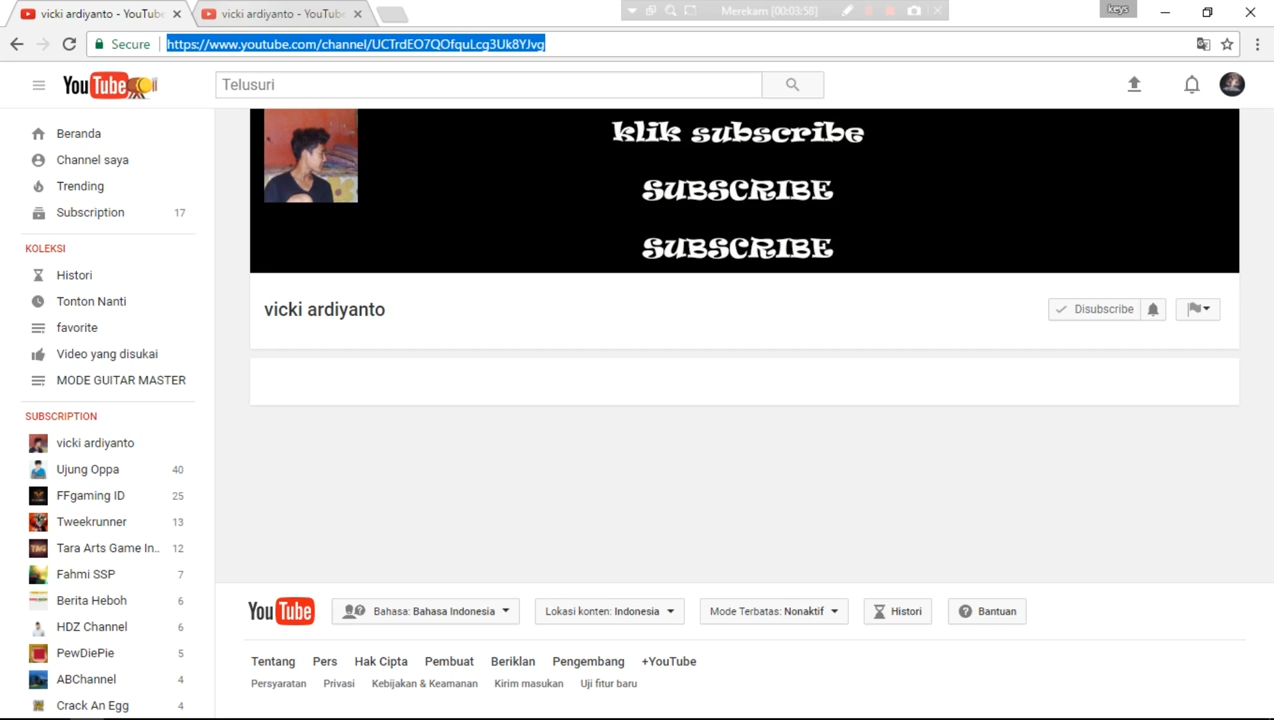 vicki ardiyanto - YouTube
vicki ardiyanto - YouTube
Merekam [00:03:58]
keys
Secure
https://www.youtube.com/channel/UCTrdEO7QOfquLcg3Uk8YJvg
YouTube
Telusuri
Beranda
Channel saya
Trending
Subscription 17
KOLEKSI
Histori
Tonton Nanti
favorite
Video yang disukai
MODE GUITAR MASTER
SUBSCRIPTION
vicki ardiyanto
Ujung Oppa 40
FFgaming ID 25
Tweekrunner 13
Tara Arts Game In.. 12
Fahmi SSP 7
Berita Heboh 6
HDZ Channel 6
PewDiePie 5
ABChannel 4
Crack An Egg 4
klik subscribe
SUBSCRIBE
SUBSCRIBE
vicki ardiyanto
Disubscribe
YouTube
Bahasa: Bahasa Indonesia
Lokasi konten: Indonesia
Mode Terbatas: Nonaktif
Histori
Bantuan
Tentang Pers Hak Cipta Pembuat Beriklan Pengembang +YouTube
Persyaratan Privasi Kebijakan & Keamanan Kirim masukan Uji fitur baru